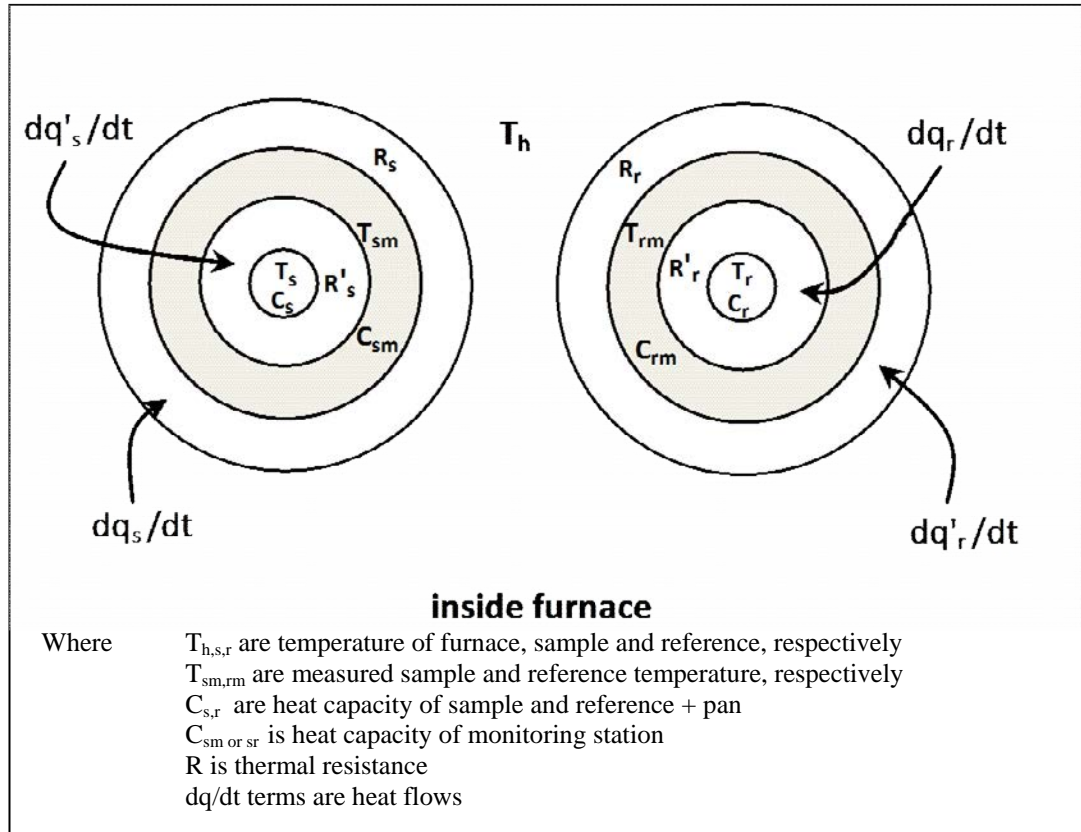 dq's/dt
Th
dqr/dt
Rs
Rr
Tsm
Trm
Ts
R's
R'r
Tr
Cs
Cr
Csm
Crm
dqs/dt
dq'r/dt
inside furnace
Where Th,s,r are temperature of furnace, sample and reference, respectively
Tsm,rm are measured sample and reference temperature, respectively
Cs,r are heat capacity of sample and reference + pan
Csm or sr is heat capacity of monitoring station
R is thermal resistance
dq/dt terms are heat flows